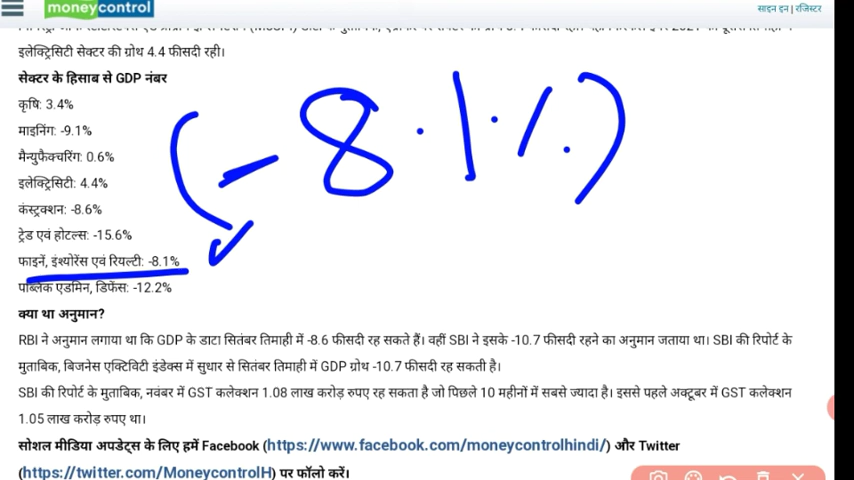 moneycontrol
साइन इन | रजिस्टर
इलेक्ट्रिसिटी सेक्टर की ग्रोथ 4.4 फीसदी रही।
सेक्टर के हिसाब से GDP नंबर
कृषि: 3.4%
माइनिंग: -9.1%
मैन्युफैक्चरिंग: 0.6%
इलेक्ट्रिसिटी: 4.4%
कंस्ट्रक्शन: -8.6%
ट्रेड एवं होटल्स: -15.6%
फाइनें, इंश्योरेंस एवं रियल्टी: -8.1%
पब्लिक एडमिन, डिफेंस: -12.2%
(-8.1%)
क्या था अनुमान?
RBI ने अनुमान लगाया था कि GDP के डाटा सितंबर तिमाही में -8.6 फीसदी रह सकते हैं। वहीं SBI ने इसके -10.7 फीसदी रहने का अनुमान जताया था। SBI की रिपोर्ट के
मुताबिक, बिजनेस एक्टिविटी इंडेक्स में सुधार से सितंबर तिमाही में GDP ग्रोथ -10.7 फीसदी रह सकती है।
SBI की रिपोर्ट के मुताबिक, नवंबर में GST कलेक्शन 1.08 लाख करोड़ रुपए रह सकता है जो पिछले 10 महीनों में सबसे ज्यादा है। इससे पहले अक्टूबर में GST कलेक्शन
1.05 लाख करोड़ रुपए था।
सोशल मीडिया अपडेट्स के लिए हमें Facebook (https://www.facebook.com/moneycontrolhindi/) और Twitter
(https://twitter.com/MoneycontrolH) पर फॉलो करें।